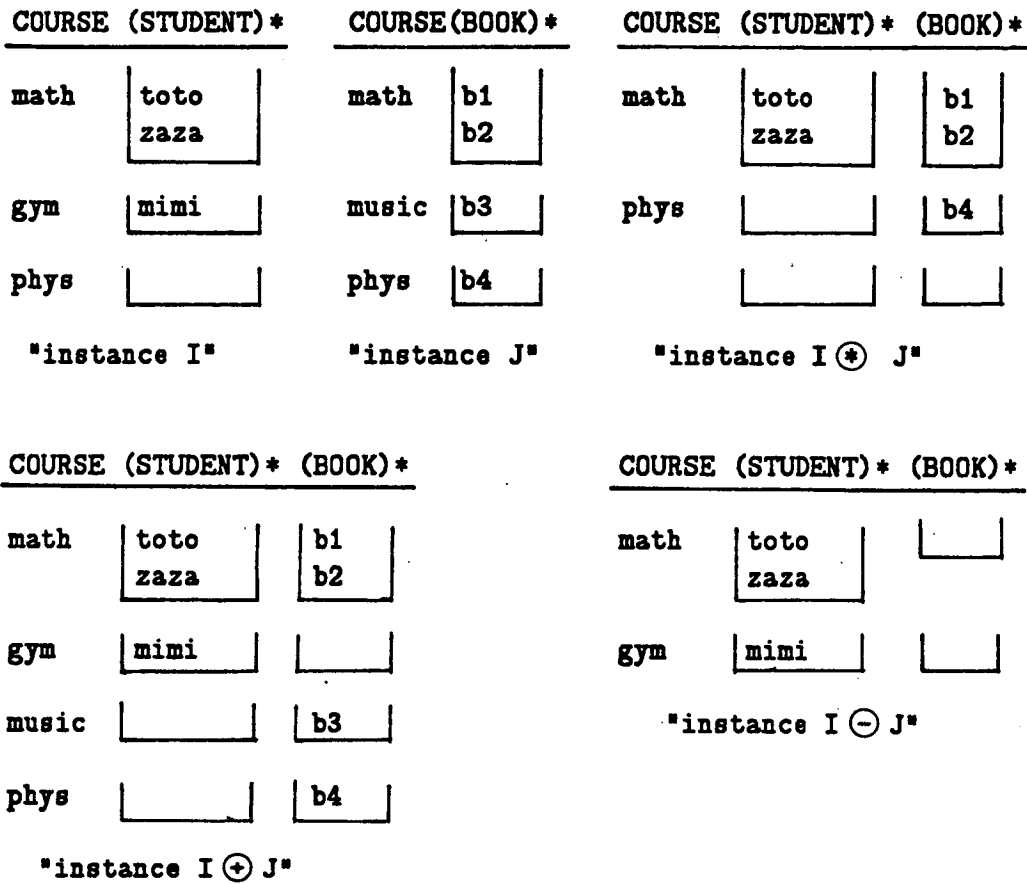 COURSE (STUDENT)* COURSE(BOOK)* COURSE (STUDENT)* (BOOK)*
math toto math b1 math toto b1
zaza b2 zaza b2
gym mimi music b3 phys b4
phys phys b4
"instance I" "instance J" "instance I ⊛ J"
COURSE (STUDENT)* (BOOK)* COURSE (STUDENT)* (BOOK)*
math toto b1 math toto
zaza b2 zaza
gym mimi gym mimi
music b3 "instance I ⊖ J"
phys b4
"instance I ⊕ J"